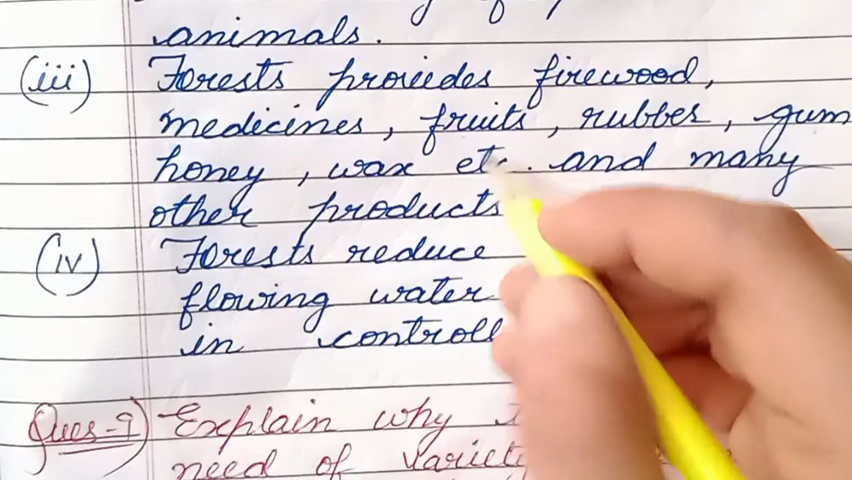 animals.
(iii) Forests proveides firewood,
medicines, fruits, rubber, gum
honey, wax etc. and many
other products
(iv) Forests reduce
flowing water
in controll
Ques-9) Explain why
need of variety